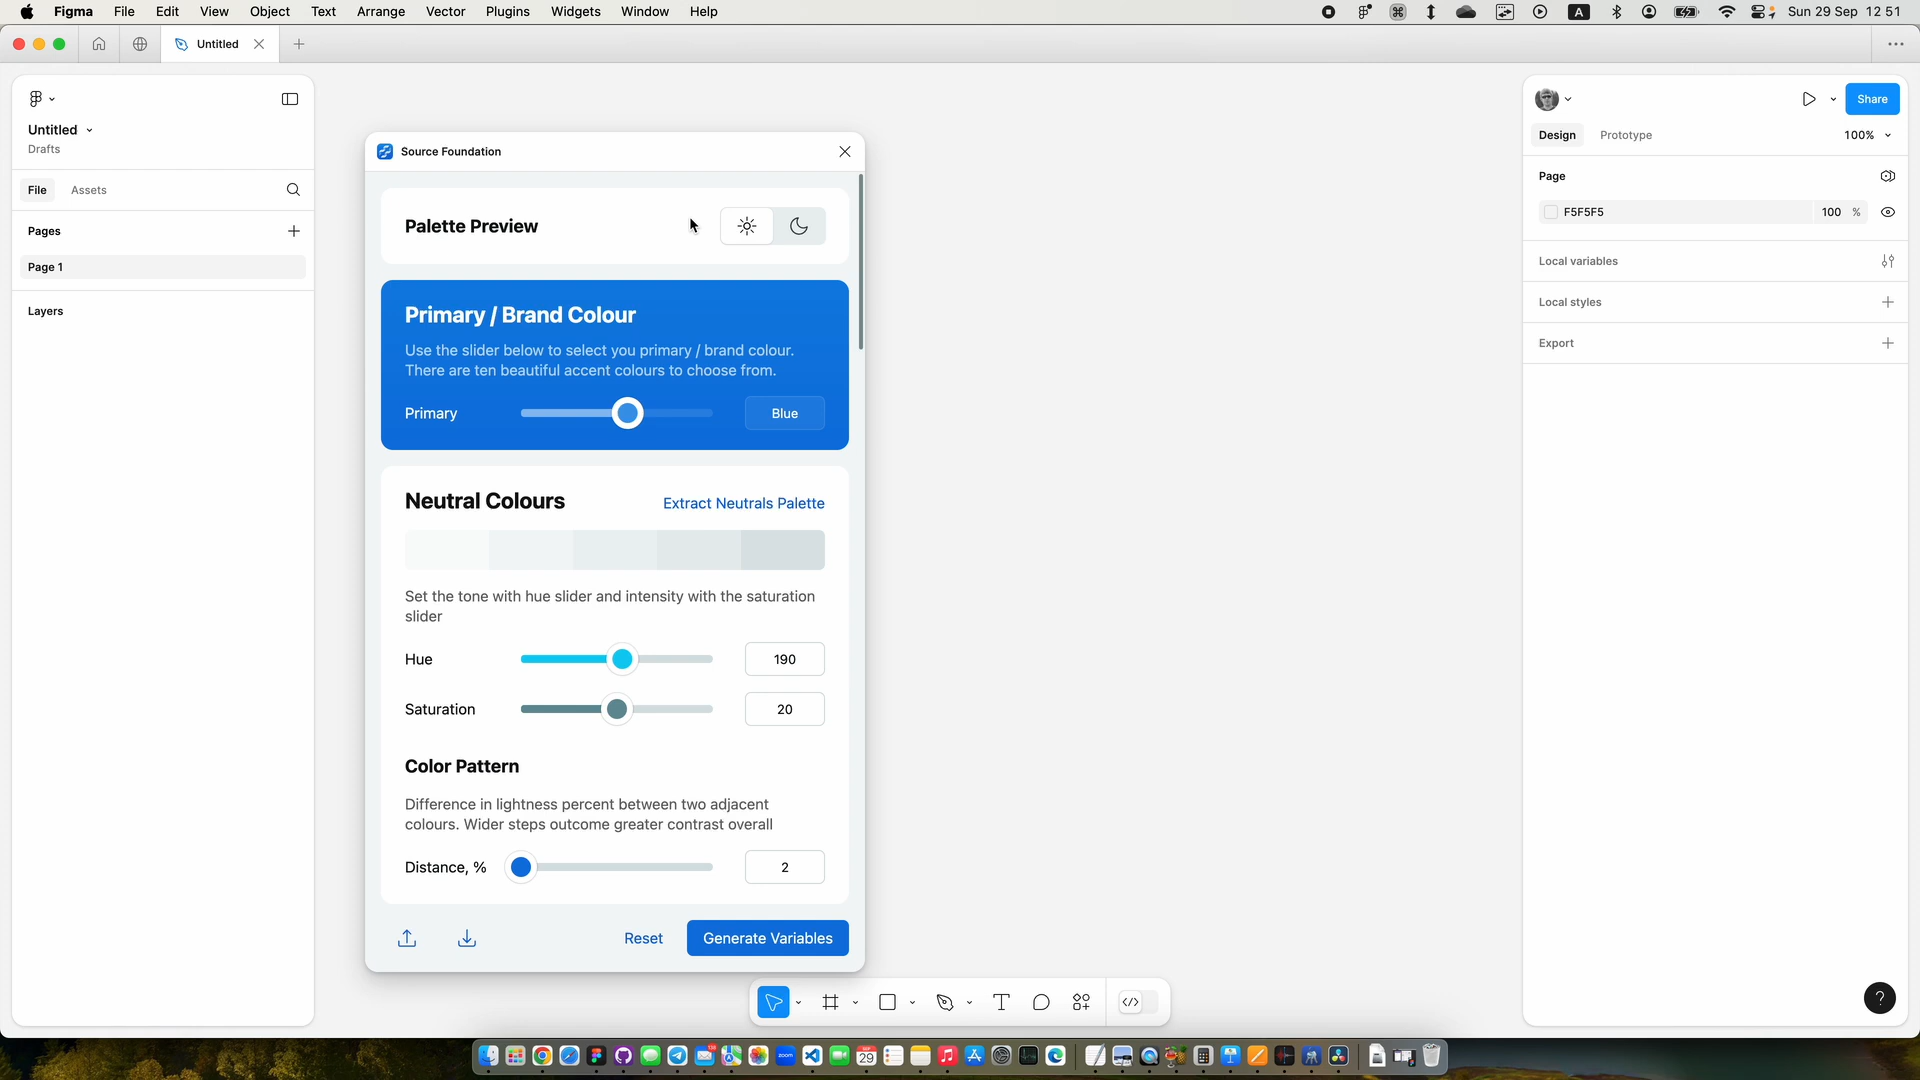 Figma File Edit View Object Text Arrange Vector Plugins Widgets Window Help A Sun 29 Sep 12 51
Untitled
Untitled
Drafts
File Assets
Pages
Page 1
Layers
Source Foundation
Palette Preview
Primary / Brand Colour
Use the slider below to select you primary / brand colour.
There are ten beautiful accent colours to choose from.
Primary Blue
Neutral Colours Extract Neutrals Palette
Set the tone with hue slider and intensity with the saturation
slider
Hue 190
Saturation 20
Color Pattern
Difference in lightness percent between two adjacent
colours. Wider steps outcome greater contrast overall
Distance, % 2
Reset Generate Variables
Share
Design Prototype 100%
Page
F5F5F5 100 %
Local variables
Local styles
Export
?
zoom
29